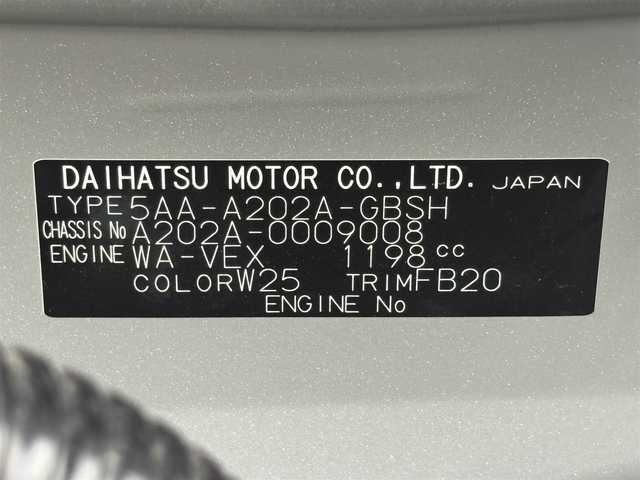 DAIHATSU MOTOR CO.,LTD. JAPAN
TYPE 5AA-A202A-GBSH
CHASSIS No A202A-0009008
ENGINE WA-VEX 1198 cc
COLOR W25 TRIM FB20
ENGINE No